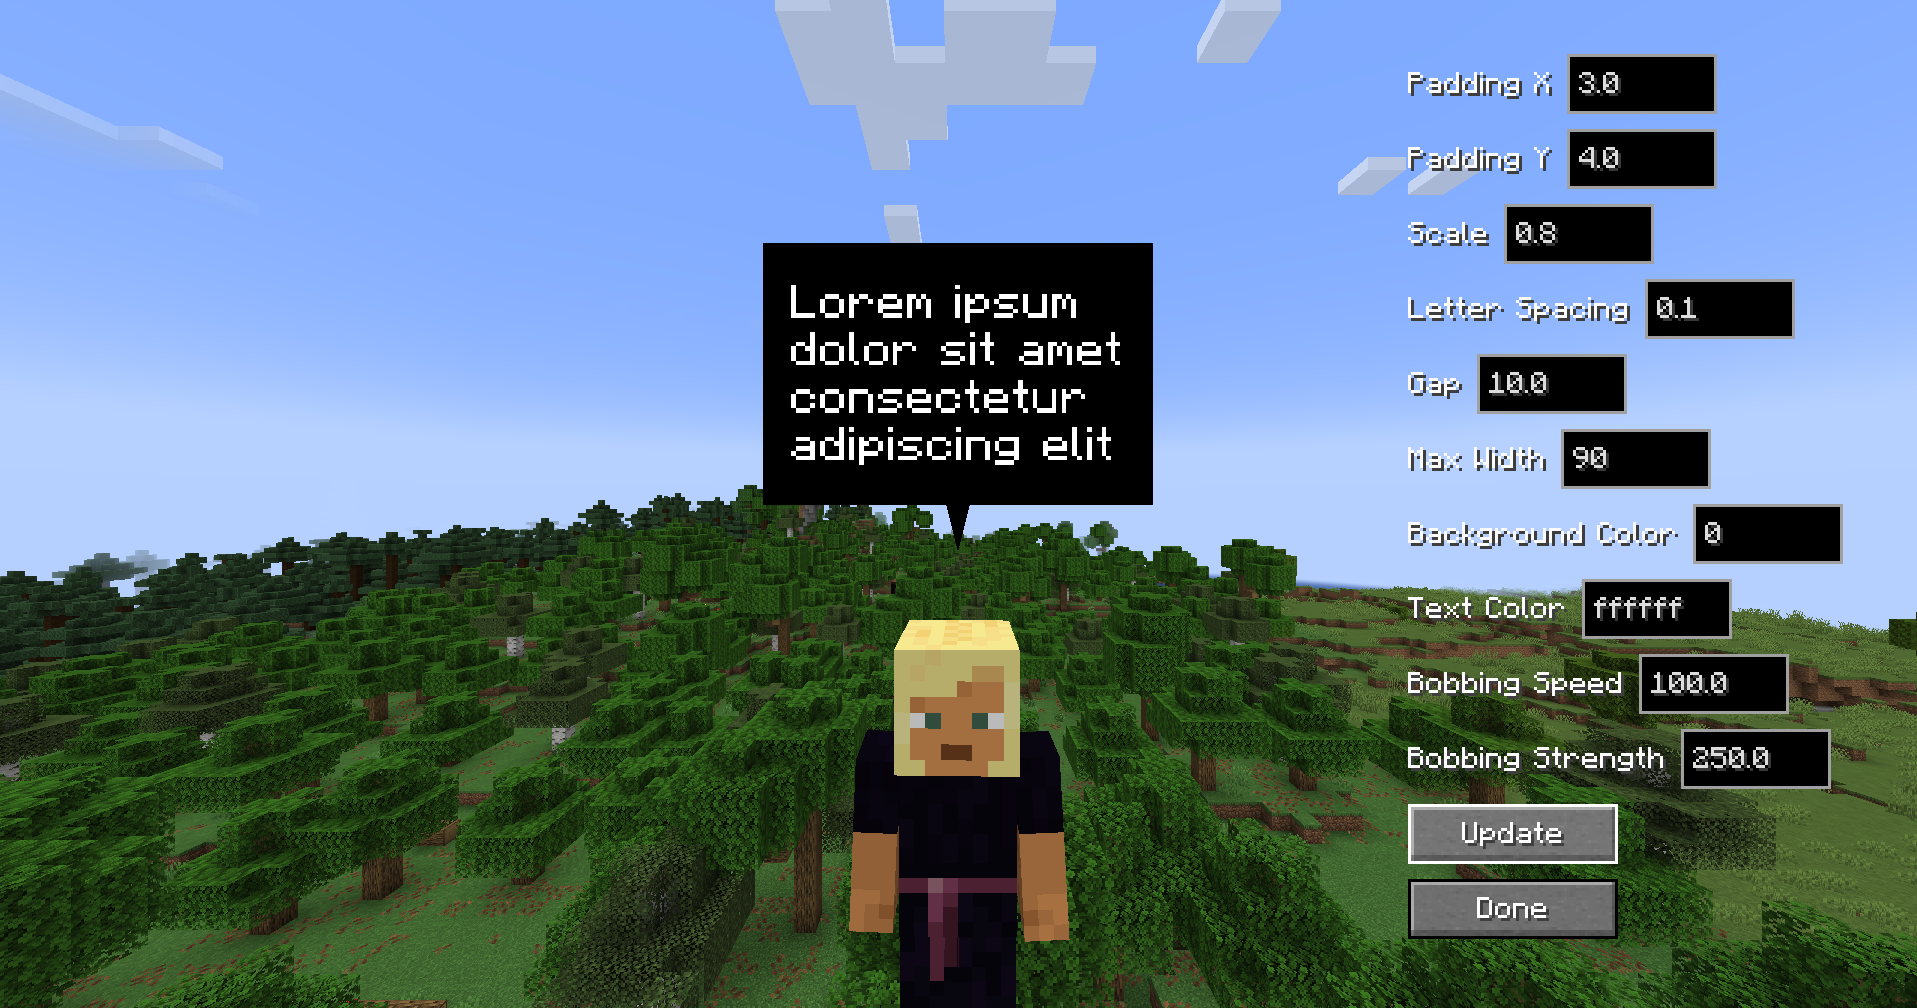 Lorem ipsum
dolor sit amet
consectetur
adipiscing elit
Padding X 3.0
Padding Y 4.0
Scale 0.8
Letter Spacing 0.1
Gap 10.0
Max Width 90
Background Color 0
Text Color ffffff
Bobbing Speed 100.0
Bobbing Strength 250.0
Update
Done